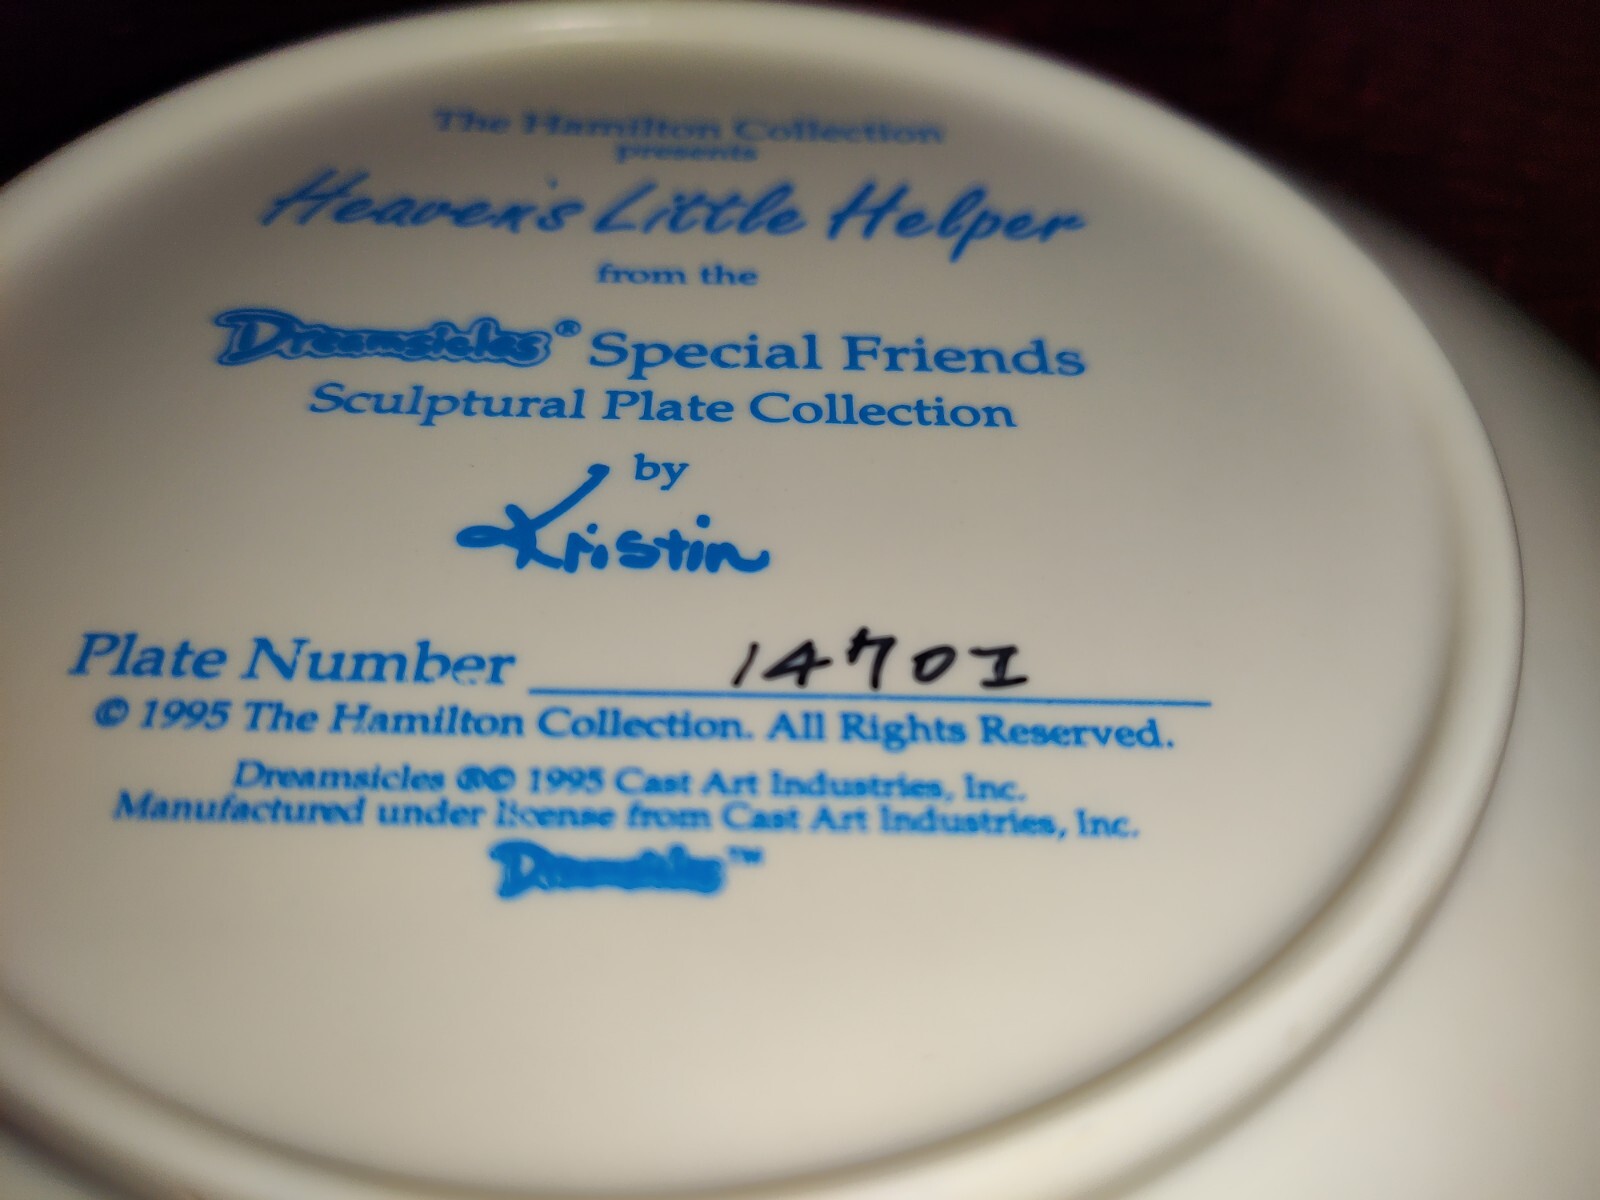 The Hamilton Collection
presents
Heaven's Little Helper
from the
Dreamsicles® Special Friends
Sculptural Plate Collection
by
Kristin
Plate Number 14701
© 1995 The Hamilton Collection. All Rights Reserved.
Dreamsicles ®© 1995 Cast Art Industries, Inc.
Manufactured under license from Cast Art Industries, Inc.
Dreamsicles™